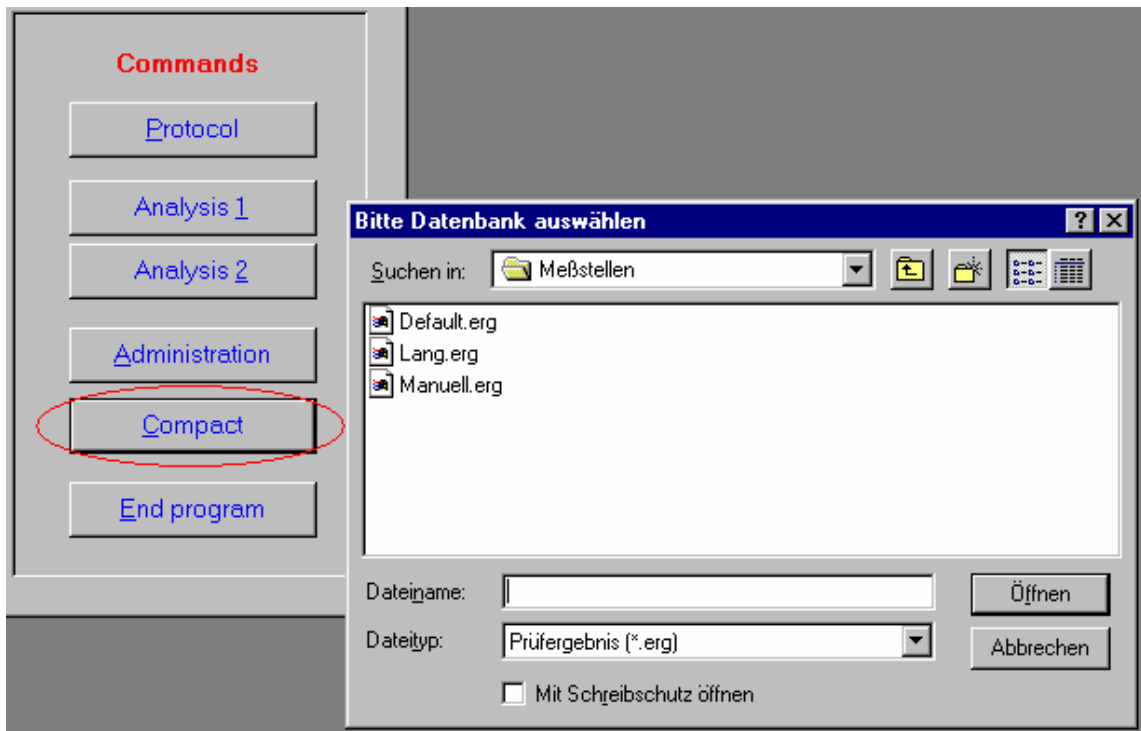 Commands
Protocol
Analysis 1
Analysis 2
Administration
Compact
End program
Bitte Datenbank auswählen
Suchen in: Meßstellen
Default.erg
Lang.erg
Manuell.erg
Dateiname: Öffnen
Dateityp: Prüfergebnis (*.erg) Abbrechen
Mit Schreibschutz öffnen